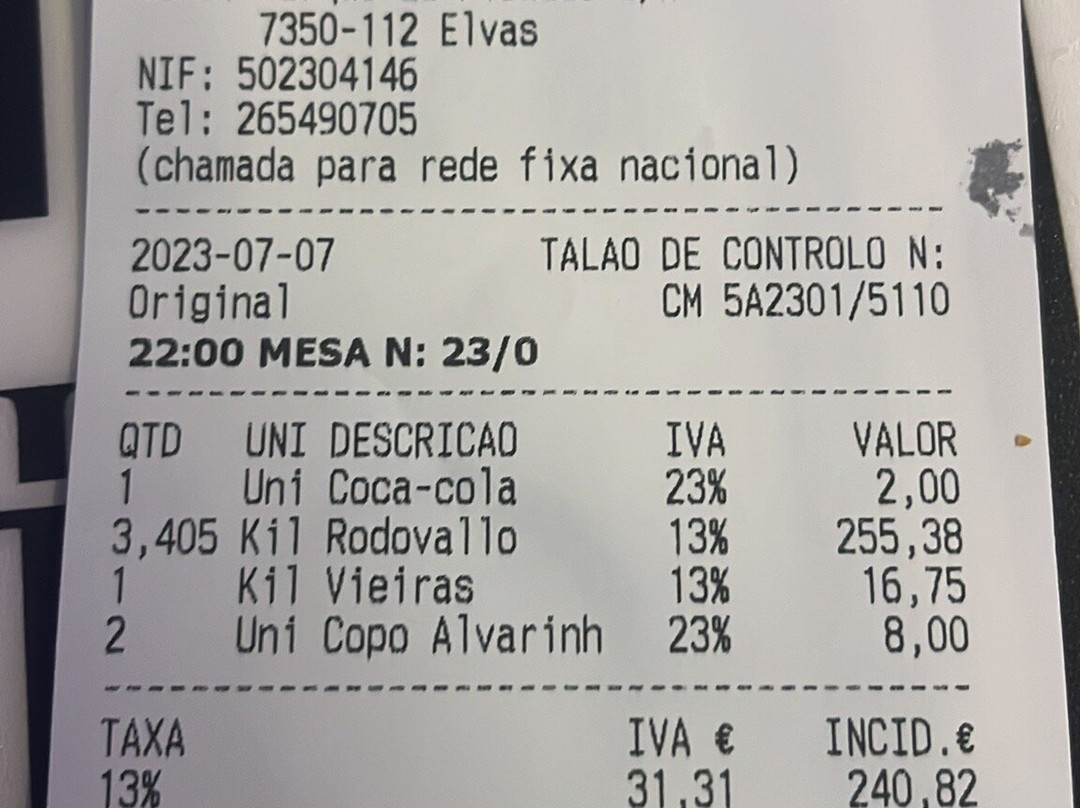 7350-112 Elvas
NIF: 502304146
Tel: 265490705
(chamada para rede fixa nacional)
2023-07-07 TALAO DE CONTROLO N:
Original CM 5A2301/5110
22:00 MESA N: 23/0
QTD UNI DESCRICAO IVA VALOR
1 Uni Coca-cola 23% 2,00
3,405 Kil Rodovallo 13% 255,38
1 Kil Vieiras 13% 16,75
2 Uni Copo Alvarinh 23% 8,00
TAXA IVA € INCID.€
13% 31,31 240,82